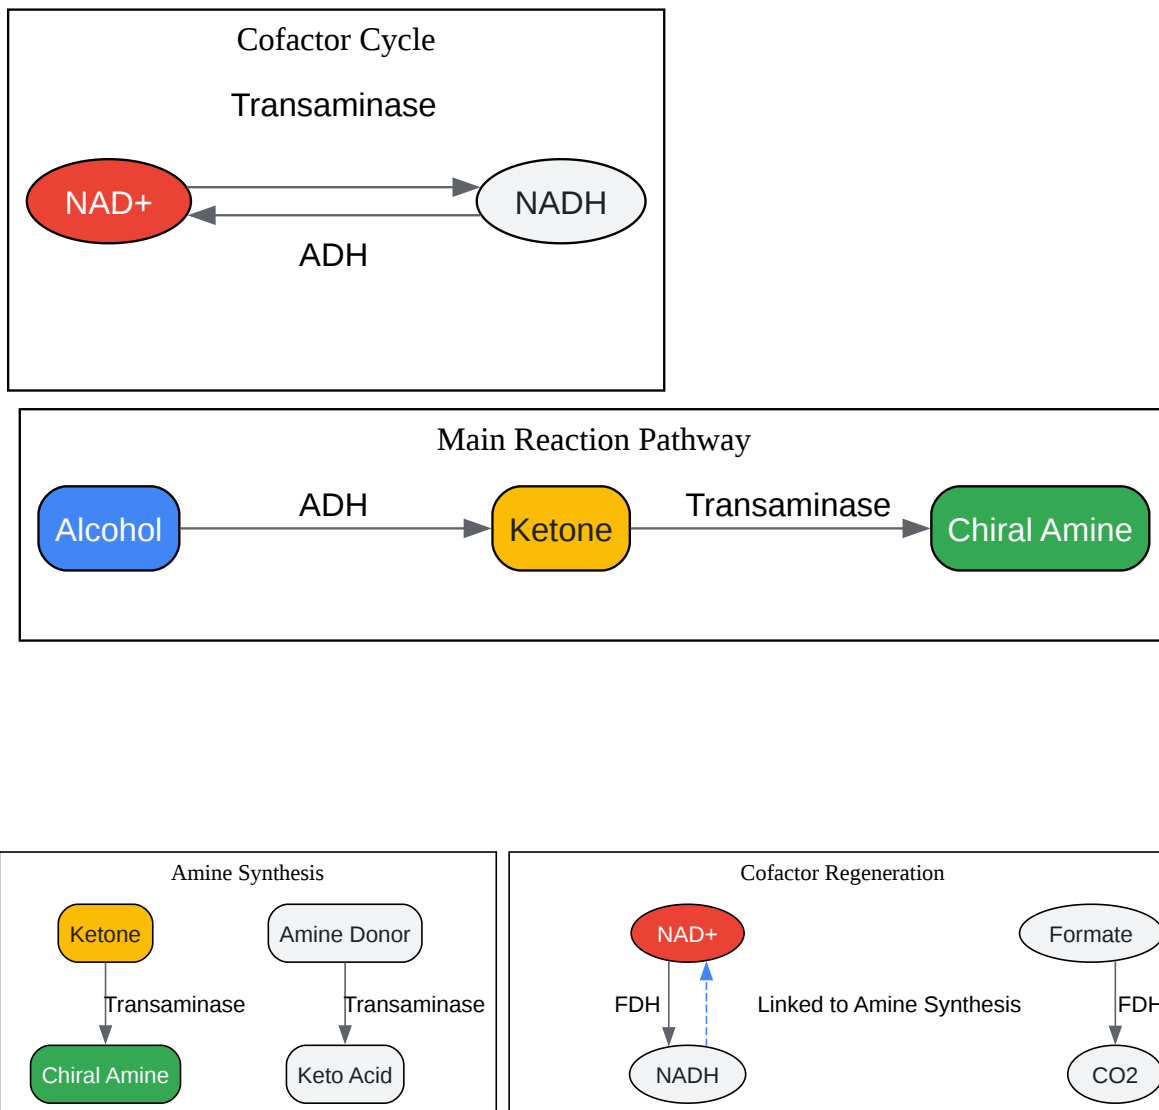 Cofactor Cycle
Transaminase
NAD+
NADH
ADH
Main Reaction Pathway
Alcohol
ADH
Ketone
Transaminase
Chiral Amine
Amine Synthesis
Ketone
Amine Donor
Transaminase
Transaminase
Chiral Amine
Keto Acid
Cofactor Regeneration
NAD+
Formate
FDH
Linked to Amine Synthesis
FDH
NADH
CO2